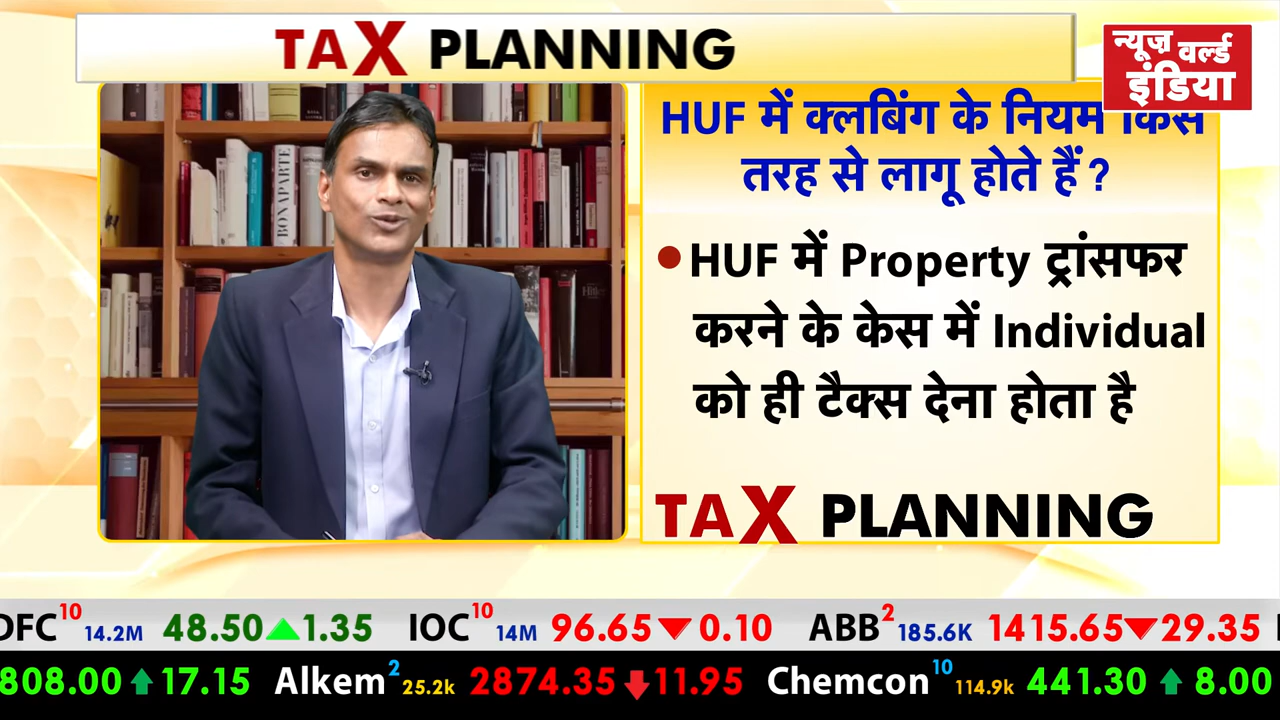 TAX PLANNING
न्यूज़ वर्ल्ड
इंडिया
HUF में क्लबिंग के नियम किस
तरह से लागू होते हैं ?
BONAPARTE
• HUF में Property ट्रांसफर
करने के केस में Individual
को ही टैक्स देना होता है
TAX PLANNING
DFC 10 14.2M 48.50 ▲ 1.35 IOC 10 14M 96.65 ▼ 0.10 ABB 2 185.6K 1415.65 ▼ 29.35
808.00 ⬆ 17.15 Alkem 2 25.2k 2874.35 ⬇ 11.95 Chemcon 10 114.9k 441.30 ⬆ 8.00